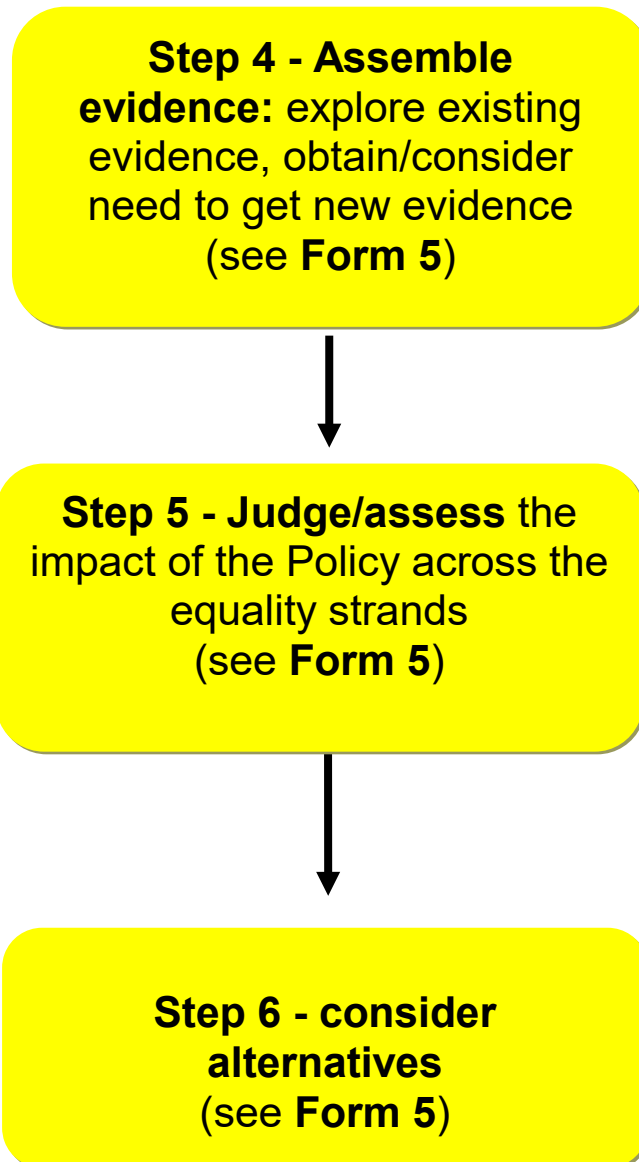 Step 4 - Assemble
evidence: explore existing
evidence, obtain/consider
need to get new evidence
(see Form 5)
Step 5 - Judge/assess the
impact of the Policy across the
equality strands
(see Form 5)
Step 6 - consider
alternatives
(see Form 5)